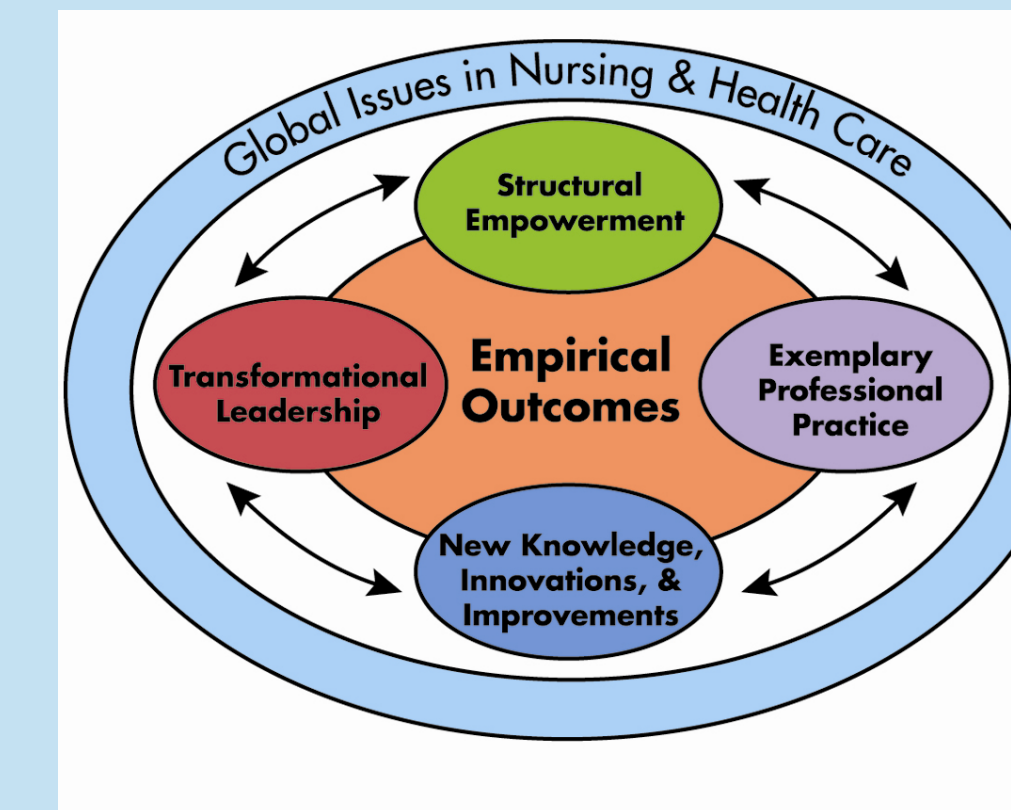 Global Issues in Nursing & Health Care
Structural
Empowerment
Transformational
Leadership
Empirical
Outcomes
Exemplary
Professional
Practice
New Knowledge,
Innovations, &
Improvements